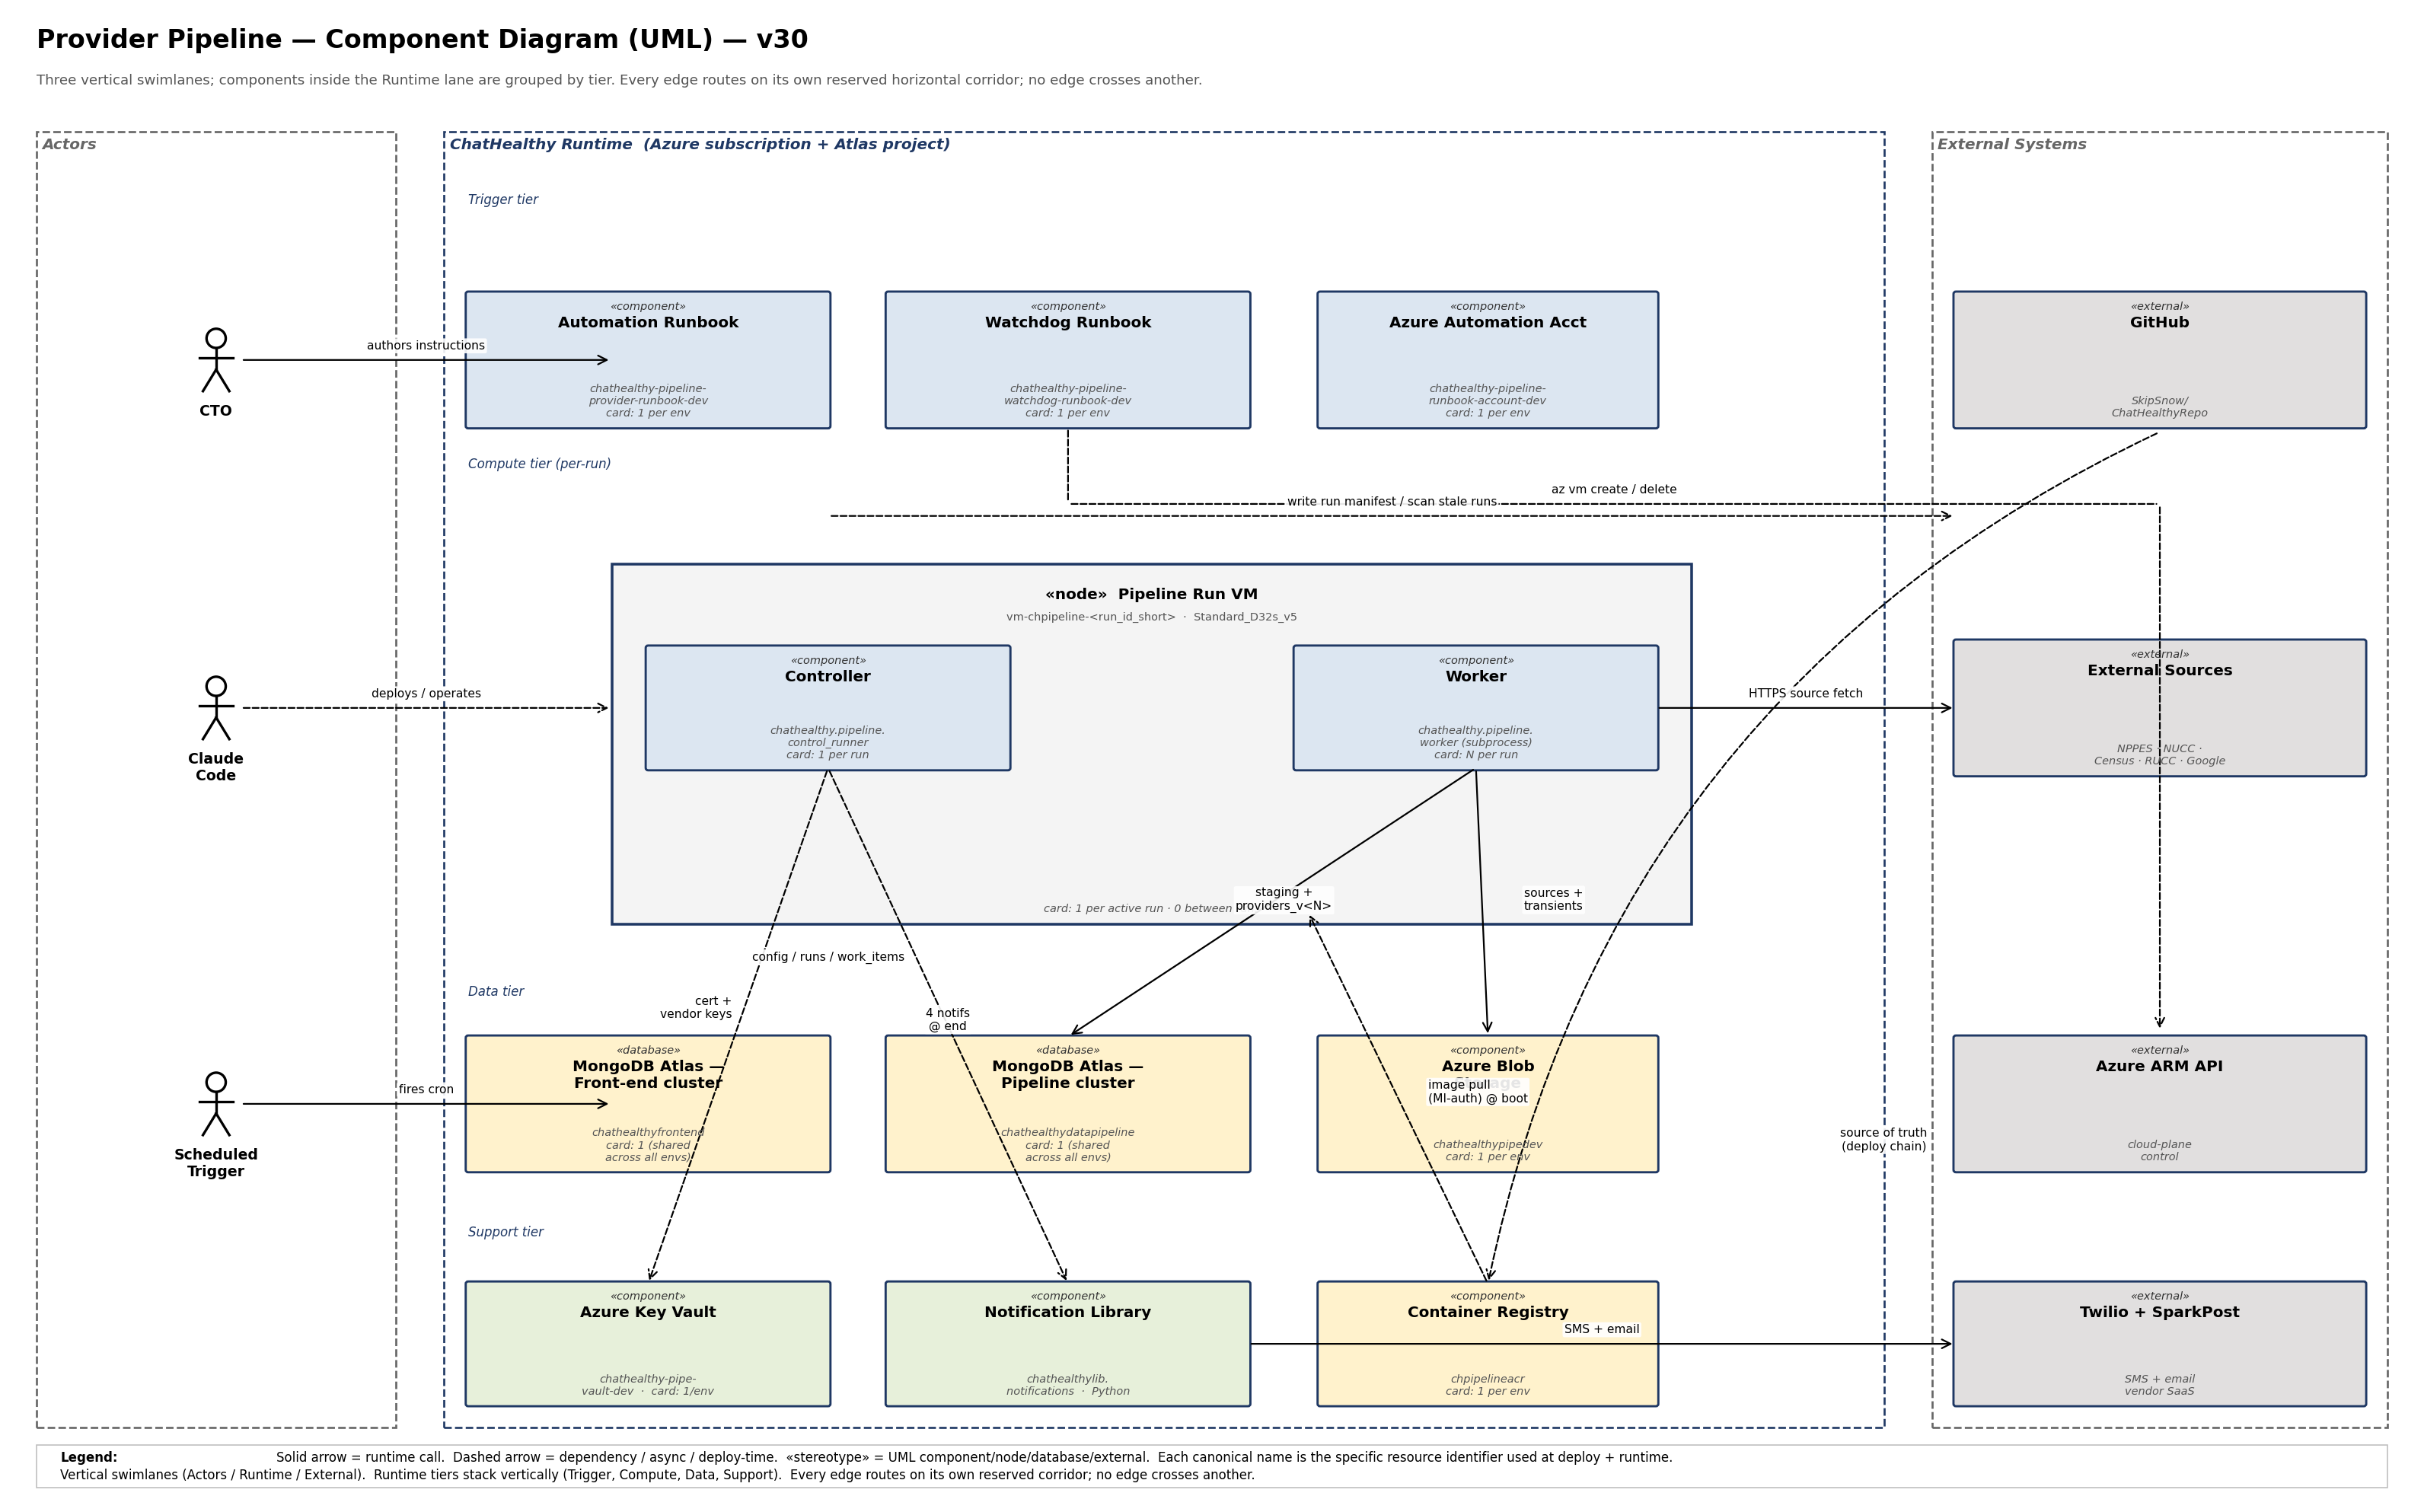 Provider Pipeline — Component Diagram (UML) — v30
Three vertical swimlanes; components inside the Runtime lane are grouped by tier. Every edge routes on its own reserved horizontal corridor; no edge crosses another.
Actors
ChatHealthy Runtime (Azure subscription + Atlas project)
External Systems
Trigger tier
«component»
Automation Runbook
chathealthy-pipeline-
provider-runbook-dev
card: 1 per env
«component»
Watchdog Runbook
chathealthy-pipeline-
watchdog-runbook-dev
card: 1 per env
«component»
Azure Automation Acct
chathealthy-pipeline-
runbook-account-dev
card: 1 per env
«external»
GitHub
SkipSnow/
ChatHealthyRepo
authors instructions
CTO
Compute tier (per-run)
az vm create / delete
write run manifest / scan stale runs
«node» Pipeline Run VM
vm-chpipeline-<run_id_short> · Standard_D32s_v5
«component»
Controller
chathealthy.pipeline.
control_runner
card: 1 per run
«component»
Worker
chathealthy.pipeline.
worker (subprocess)
card: N per run
«external»
External Sources
NPPES · NUCC ·
Census · RUCC · Google
deploys / operates
HTTPS source fetch
Claude
Code
staging +
providers_v<N>
sources +
transients
card: 1 per active run · 0 between
config / runs / work_items
Data tier
cert +
vendor keys
4 notifs
@ end
«database»
MongoDB Atlas —
Front-end cluster
chathealthyfrontend
card: 1 (shared
across all envs)
«database»
MongoDB Atlas —
Pipeline cluster
chathealthydatapipeline
card: 1 (shared
across all envs)
«component»
Azure Blob
image pull
(MI-auth) @ boot
chathealthypipedev
card: 1 per env
«external»
Azure ARM API
cloud-plane
control
fires cron
Scheduled
Trigger
source of truth
(deploy chain)
Support tier
«component»
Azure Key Vault
chathealthy-pipe-
vault-dev · card: 1/env
«component»
Notification Library
chathealthylib.
notifications · Python
«component»
Container Registry
SMS + email
chpipelineacr
card: 1 per env
«external»
Twilio + SparkPost
SMS + email
vendor SaaS
Legend: Solid arrow = runtime call. Dashed arrow = dependency / async / deploy-time. «stereotype» = UML component/node/database/external. Each canonical name is the specific resource identifier used at deploy + runtime.
Vertical swimlanes (Actors / Runtime / External). Runtime tiers stack vertically (Trigger, Compute, Data, Support). Every edge routes on its own reserved corridor; no edge crosses another.